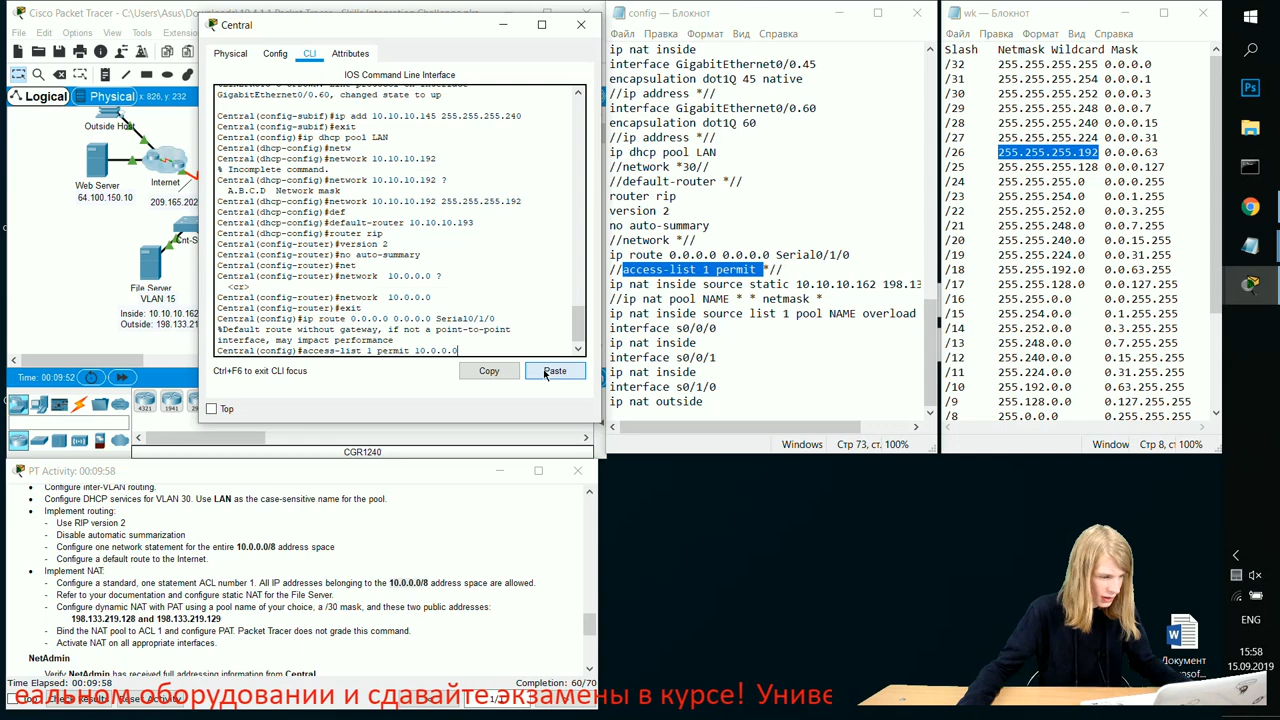 Cisco Packet Tracer - C:\Users\Asus\
File Edit Options View Tools
Logical
Physical
x: 826, y: 232
Outside Host
Web Server
64.100.150.10
Internet
209.165.202
Cnt-S
File Server
VLAN 15
Inside: 10.10.10.162
Outside: 198.133.21
Time: 00:09:52
4321
1941
CGR1240
Central
Physical
Config
CLI
Attributes
IOS Command Line Interface
GigabitEthernet0/0.60, changed state to up
Central(config-subif)#ip add 10.10.10.145 255.255.255.240
Central(config-subif)#exit
Central(config)#ip dhcp pool LAN
Central(dhcp-config)#netw
Central(dhcp-config)#network 10.10.10.192
% Incomplete command.
Central(dhcp-config)#network 10.10.10.192 ?
A.B.C.D Network mask
Central(dhcp-config)#network 10.10.10.192 255.255.255.192
Central(dhcp-config)#def
Central(dhcp-config)#default-router 10.10.10.193
Central(dhcp-config)#router rip
Central(config-router)#version 2
Central(config-router)#no auto-summary
Central(config-router)#net
Central(config-router)#network 10.0.0.0 ?
<cr>
Central(config-router)#network 10.0.0.0
Central(config-router)#exit
Central(config)#ip route 0.0.0.0 0.0.0.0 Serial0/1/0
%Default route without gateway, if not a point-to-point
interface, may impact performance
Central(config)#access-list 1 permit 10.0.0.0
Ctrl+F6 to exit CLI focus
Copy
Paste
Top
config — Блокнот
Файл Правка Формат Вид Справка
ip nat inside
interface GigabitEthernet0/0.45
encapsulation dot1Q 45 native
//ip address *//
interface GigabitEthernet0/0.60
encapsulation dot1Q 60
//ip address *//
ip dhcp pool LAN
//network *30//
//default-router *//
router rip
version 2
no auto-summary
//network *//
ip route 0.0.0.0 0.0.0.0 Serial0/1/0
//access-list 1 permit *//
ip nat inside source static 10.10.10.162 198.13
//ip nat pool NAME * * netmask *
ip nat inside source list 1 pool NAME overload
interface s0/0/0
ip nat inside
interface s0/0/1
ip nat inside
interface s0/1/0
ip nat outside
Windows
Стр 73, ст. 100%
wk — Блокнот
Файл Правка Формат Вид Справка
Slash Netmask Wildcard Mask
/32 255.255.255.255 0.0.0.0
/31 255.255.255.254 0.0.0.1
/30 255.255.255.252 0.0.0.3
/29 255.255.255.248 0.0.0.7
/28 255.255.255.240 0.0.0.15
/27 255.255.255.224 0.0.0.31
/26 255.255.255.192 0.0.0.63
/25 255.255.255.128 0.0.0.127
/24 255.255.255.0 0.0.0.255
/23 255.255.254.0 0.0.1.255
/22 255.255.252.0 0.0.3.255
/21 255.255.248.0 0.0.7.255
/20 255.255.240.0 0.0.15.255
/19 255.255.224.0 0.0.31.255
/18 255.255.192.0 0.0.63.255
/17 255.255.128.0 0.0.127.255
/16 255.255.0.0 0.0.255.255
/15 255.254.0.0 0.1.255.255
/14 255.252.0.0 0.3.255.255
/13 255.248.0.0 0.7.255.255
/12 255.240.0.0 0.15.255.255
/11 255.224.0.0 0.31.255.255
/10 255.192.0.0 0.63.255.255
/9 255.128.0.0 0.127.255.255
/8 255.0.0.0 0.255.255.255
Window
Стр 8, ст. 100%
PT Activity: 00:09:58
Configure inter-VLAN routing.
• Configure DHCP services for VLAN 30. Use LAN as the case-sensitive name for the pool.
• Implement routing:
- Use RIP version 2
- Disable automatic summarization
- Configure one network statement for the entire 10.0.0.0/8 address space
- Configure a default route to the Internet.
• Implement NAT:
- Configure a standard, one statement ACL number 1. All IP addresses belonging to the 10.0.0.0/8 address space are allowed.
- Refer to your documentation and configure static NAT for the File Server.
- Configure dynamic NAT with PAT using a pool name of your choice, a /30 mask, and these two public addresses:
198.133.219.128 and 198.133.219.129
- Bind the NAT pool to ACL 1 and configure PAT. Packet Tracer does not grade this command.
- Activate NAT on all appropriate interfaces.
NetAdmin
Verify NetAdmin has received full addressing information from Central
Time Elapsed: 00:09:58
Completion: 60/70
еальном оборудовании и сдавайте экзамены в курсе! Униве
Документ
ENG
15:58
15.09.2019